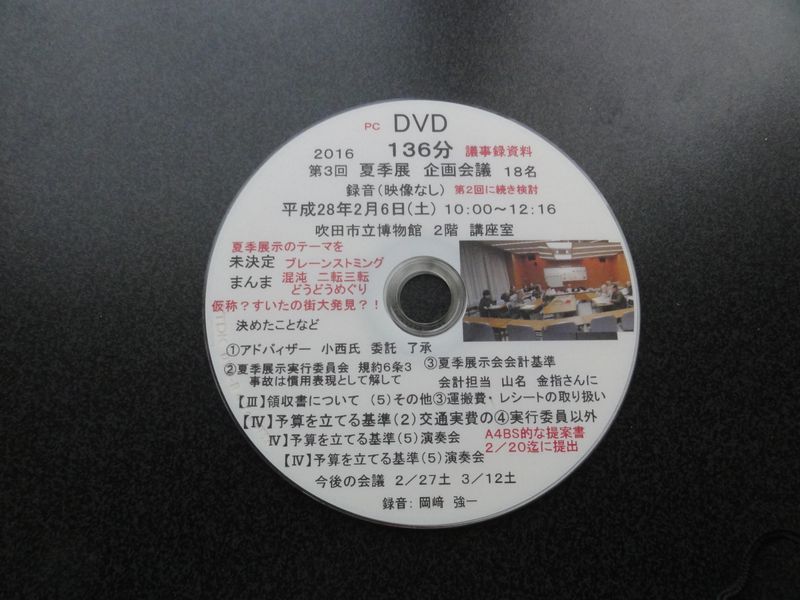 PC DVD
2016 136分 議事録資料
第3回 夏季展 企画会議 18名
録音(映像なし) 第2回に続き検討
平成28年2月6日(土) 10:00～12:16
吹田市立博物館 2階 講座室
夏季展示のテーマを
未決定 ブレーンストミング
まんま 混沌 二転三転
どうどうめぐり
仮称?すいたの街大発見?!
決めたことなど
①アドバィザー 小西氏 委託 了承
②夏季展示実行委員会 規約6条3
事故は慣用表現として解して
③夏季展示会会計基準
会計担当 山名 金指さんに
【Ⅲ】領収書について (5)その他③運搬費・レシートの取り扱い
【Ⅳ】予算を立てる基準(2)交通実費の④実行委員以外
Ⅳ】予算を立てる基準(5)演奏会
【Ⅳ】予算を立てる基準(5)演奏会
A4BS的な提案書
2/20迄に提出
今後の会議 2/27土 3/12土
録音: 岡﨑 強一